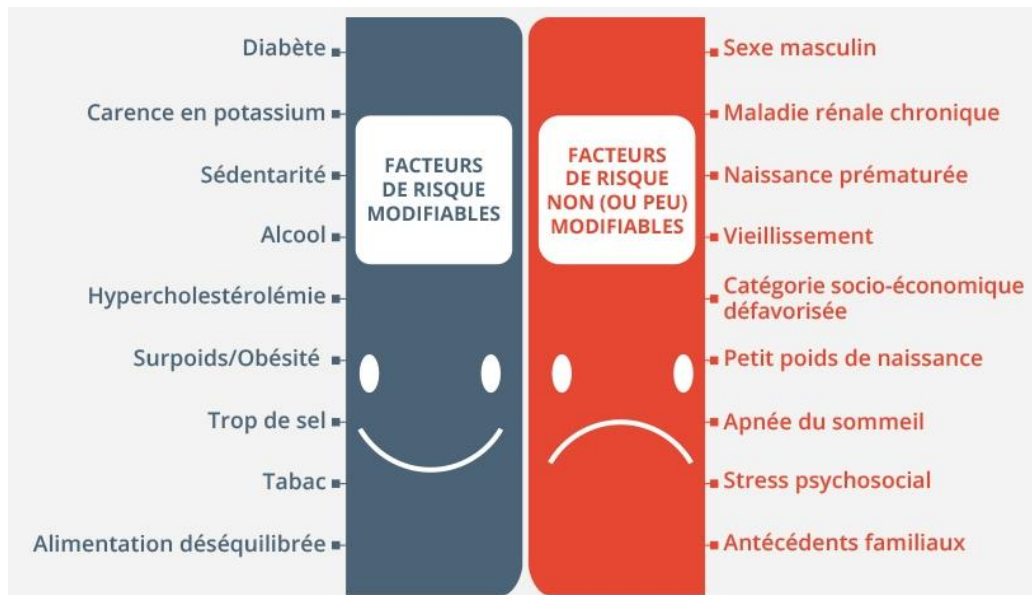 Diabète
Carence en potassium
Sédentarité
Alcool
Hypercholestérolémie
Surpoids/Obésité
Trop de sel
Tabac
Alimentation déséquilibrée
FACTEURS
DE RISQUE
MODIFIABLES
FACTEURS
DE RISQUE
NON (OU PEU)
MODIFIABLES
Sexe masculin
Maladie rénale chronique
Naissance prématurée
Vieillissement
Catégorie socio-économique
défavorisée
Petit poids de naissance
Apnée du sommeil
Stress psychosocial
Antécédents familiaux